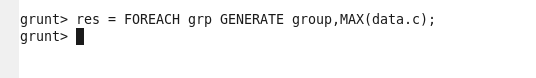 grunt> res = FOREACH grp GENERATE group,MAX(data.c);
grunt>